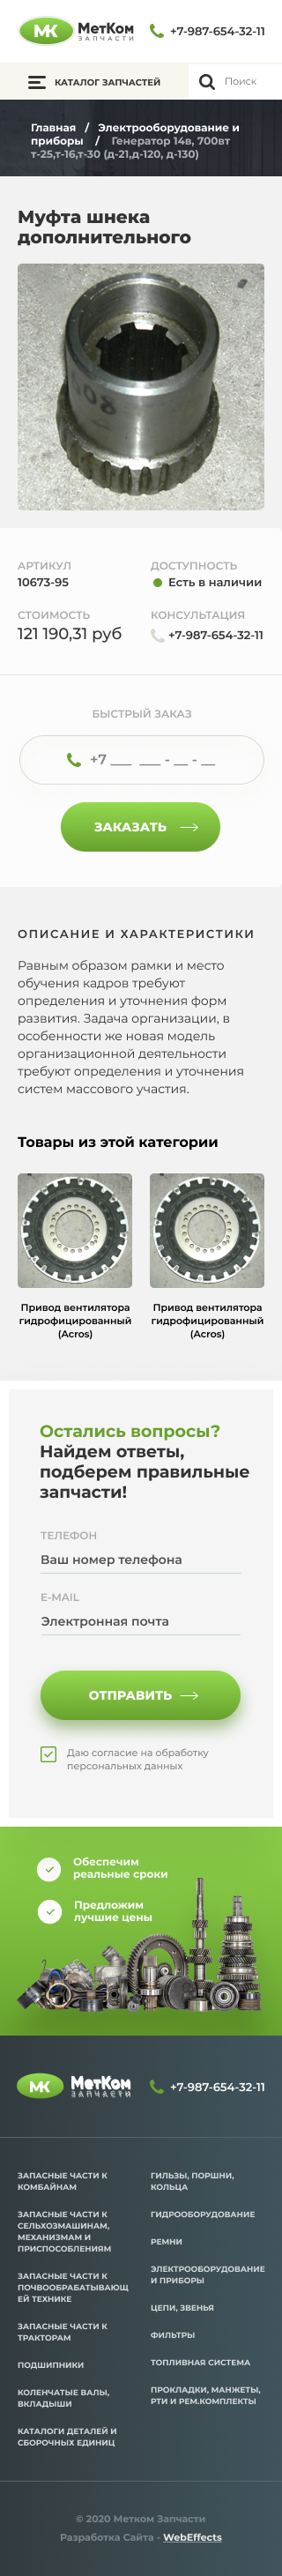 МК МетКом
ЗАПЧАСТИ
+7-987-654-32-11
КАТАЛОГ ЗАПЧАСТЕЙ
Поиск
Главная / Электрооборудование и
приборы / Генератор 14в, 700вт
т-25,т-16,т-30 (д-21,д-120, д-130)
Муфта шнека
дополнительного
АРТИКУЛ
10673-95
ДОСТУПНОСТЬ
Есть в наличии
СТОИМОСТЬ
121 190,31 руб
КОНСУЛЬТАЦИЯ
+7-987-654-32-11
БЫСТРЫЙ ЗАКАЗ
+7 ___ ___ - __ - __
ЗАКАЗАТЬ
ОПИСАНИЕ И ХАРАКТЕРИСТИКИ
Равным образом рамки и место
обучения кадров требуют
определения и уточнения форм
развития. Задача организации, в
особенности же новая модель
организационной деятельности
требуют определения и уточнения
систем массового участия.
Товары из этой категории
Привод вентилятора
гидрофицированный
(Acros)
Привод вентилятора
гидрофицированный
(Acros)
Остались вопросы?
Найдем ответы,
подберем правильные
запчасти!
ТЕЛЕФОН
Ваш номер телефона
E-MAIL
Электронная почта
ОТПРАВИТЬ
Даю согласие на обработку
персональных данных
Обеспечим
реальные сроки
Предложим
лучшие цены
МК МетКом
ЗАПЧАСТИ
+7-987-654-32-11
ЗАПАСНЫЕ ЧАСТИ К
КОМБАЙНАМ
ЗАПАСНЫЕ ЧАСТИ К
СЕЛЬХОЗМАШИНАМ,
МЕХАНИЗМАМ И
ПРИСПОСОБЛЕНИЯМ
ЗАПАСНЫЕ ЧАСТИ К
ПОЧВООБРАБАТЫВАЮЩ
ЕЙ ТЕХНИКЕ
ЗАПАСНЫЕ ЧАСТИ К
ТРАКТОРАМ
ПОДШИПНИКИ
КОЛЕНЧАТЫЕ ВАЛЫ,
ВКЛАДЫШИ
КАТАЛОГИ ДЕТАЛЕЙ И
СБОРОЧНЫХ ЕДИНИЦ
ГИЛЬЗЫ, ПОРШНИ,
КОЛЬЦА
ГИДРООБОРУДОВАНИЕ
РЕМНИ
ЭЛЕКТРООБОРУДОВАНИЕ
И ПРИБОРЫ
ЦЕПИ, ЗВЕНЬЯ
ФИЛЬТРЫ
ТОПЛИВНАЯ СИСТЕМА
ПРОКЛАДКИ, МАНЖЕТЫ,
РТИ И РЕМ.КОМПЛЕКТЫ
© 2020 Метком Запчасти
Разработка Сайта - WebEffects